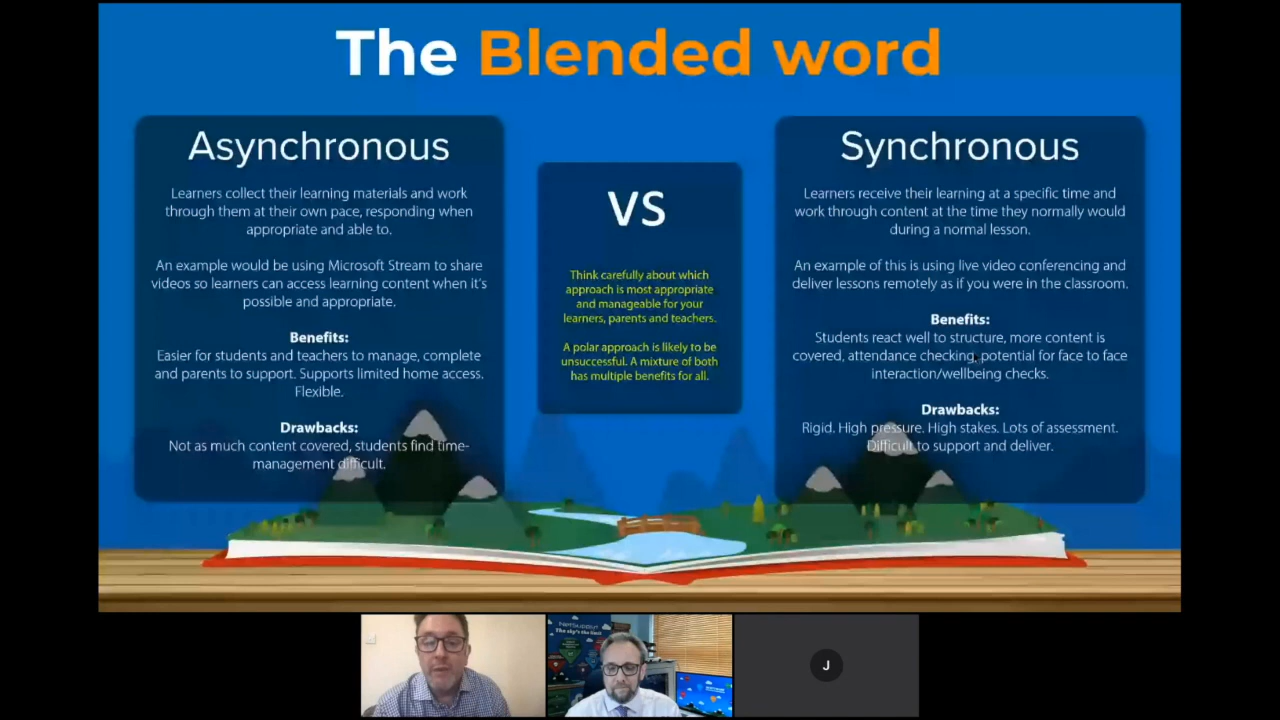 The Blended word
Asynchronous
Learners collect their learning materials and work
through them at their own pace, responding when
appropriate and able to.
An example would be using Microsoft Stream to share
videos so learners can access learning content when it's
possible and appropriate.
Benefits:
Easier for students and teachers to manage, complete
and parents to support. Supports limited home access.
Flexible.
Drawbacks:
Not as much content covered, students find time-
management difficult.
VS
Think carefully about which
approach is most appropriate
and manageable for your
learners, parents and teachers.
A polar approach is likely to be
unsuccessful. A mixture of both
has multiple benefits for all.
Synchronous
Learners receive their learning at a specific time and
work through content at the time they normally would
during a normal lesson.
An example of this is using live video conferencing and
deliver lessons remotely as if you were in the classroom.
Benefits:
Students react well to structure, more content is
covered, attendance checking, potential for face to face
interaction/wellbeing checks.
Drawbacks:
Rigid. High pressure. High stakes. Lots of assessment.
Difficult to support and deliver.
NetSupport
The sky's the limit
J